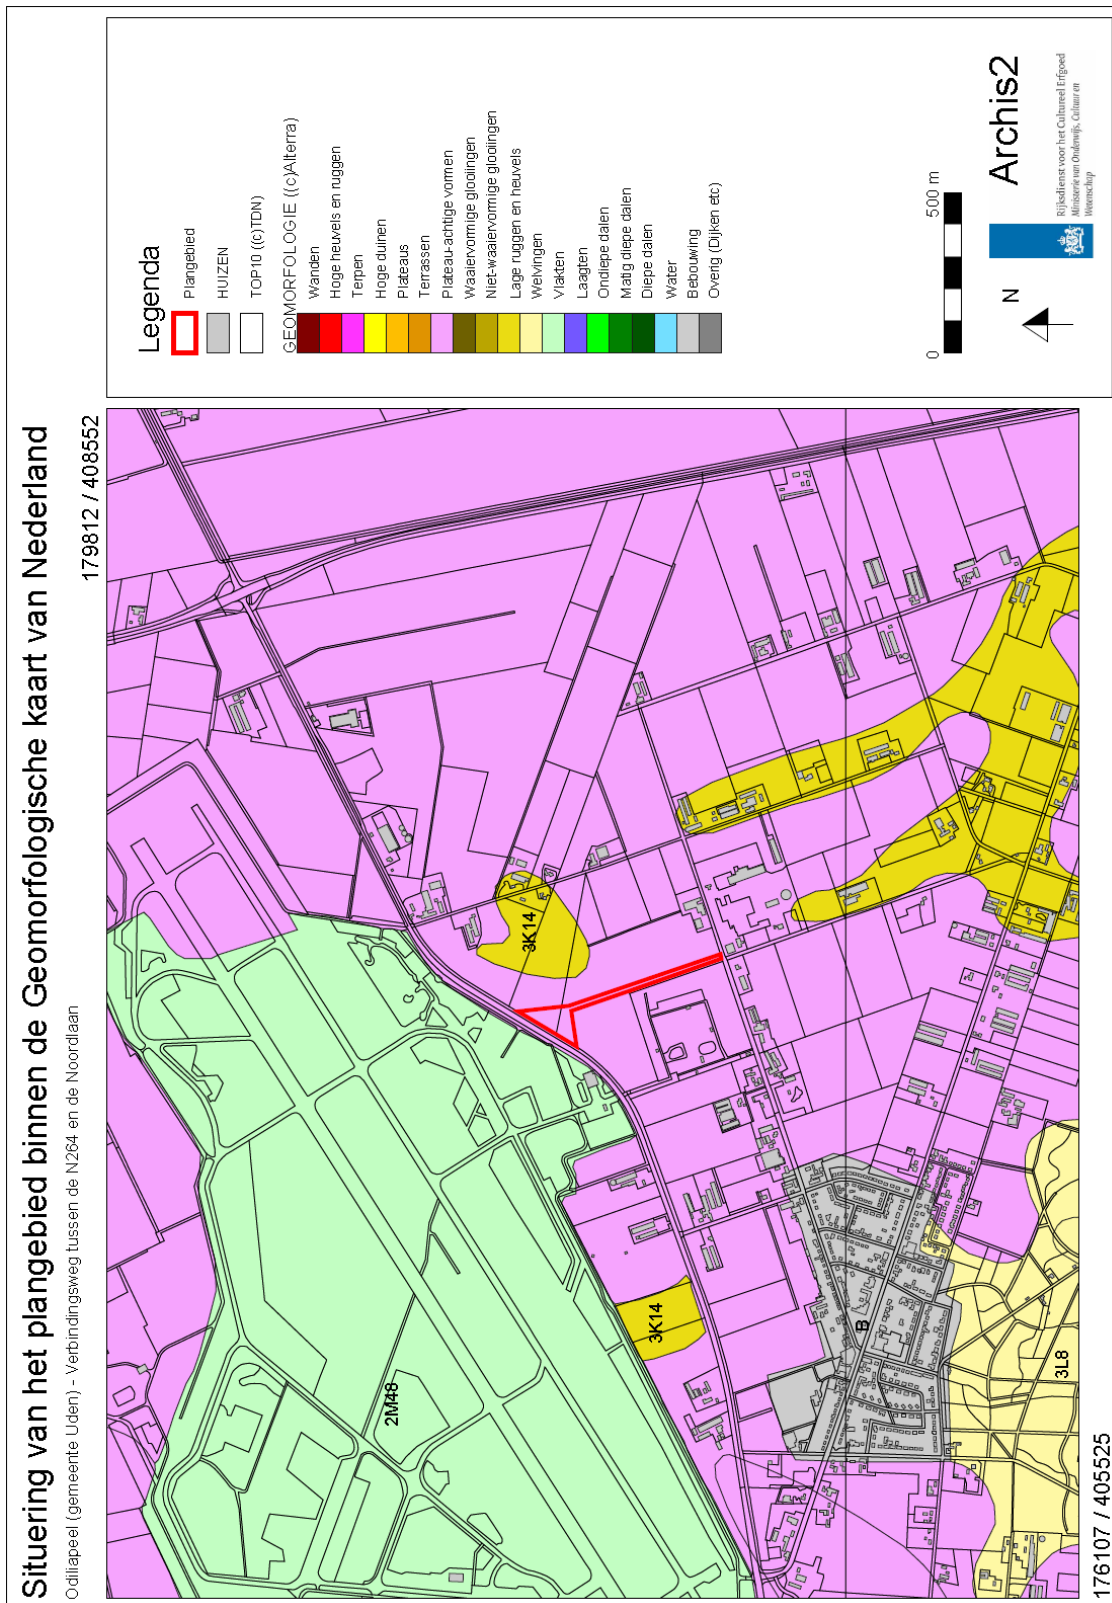 Situering van het plangebied binnen de Geomorfologische kaart van Nederland
Odiliapeel (gemeente Uden) - Verbindingsweg tussen de N264 en de Noordlaan
179812 / 408552
2M48
3K14
3K14
B
3L8
176107 / 405525
Legenda
Plangebied
HUIZEN
TOP10 ((c)TDN)
GEOMORFOLOGIE ((c)Alterra)
Wanden
Hoge heuvels en ruggen
Terpen
Hoge duinen
Plateaus
Terrassen
Plateau-achtige vormen
Waaiervormige glooiingen
Niet-waaiervormige glooiingen
Lage ruggen en heuvels
Welvingen
Vlakten
Laagten
Ondiepe dalen
Matig diepe dalen
Diepe dalen
Water
Bebouwing
Overig (Dijken etc)
0 500 m
N
Archis2
Rijksdienst voor het Cultureel Erfgoed
Ministerie van Onderwijs, Cultuur en
Wetenschap